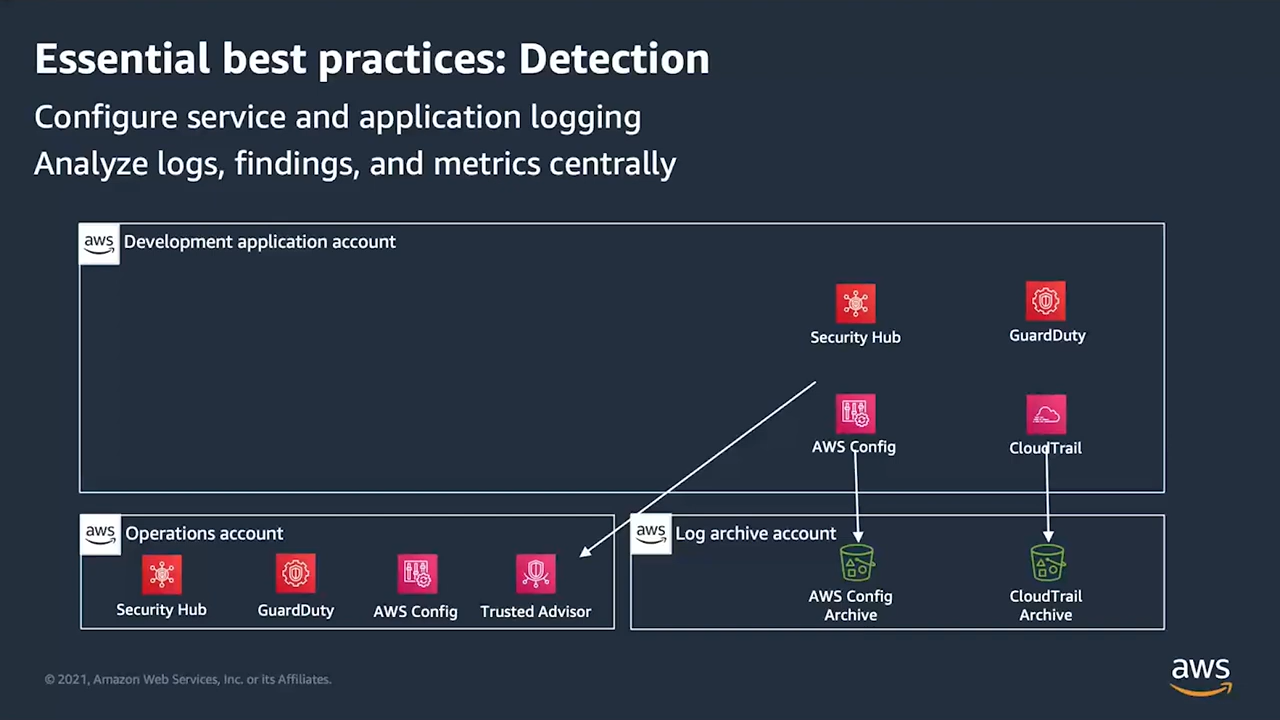 Essential best practices: Detection
Configure service and application logging
Analyze logs, findings, and metrics centrally
aws Development application account
Security Hub
GuardDuty
AWS Config
CloudTrail
aws Operations account
Security Hub
GuardDuty
AWS Config
Trusted Advisor
aws Log archive account
AWS Config
Archive
CloudTrail
Archive
© 2021, Amazon Web Services, Inc. or its Affiliates.
aws